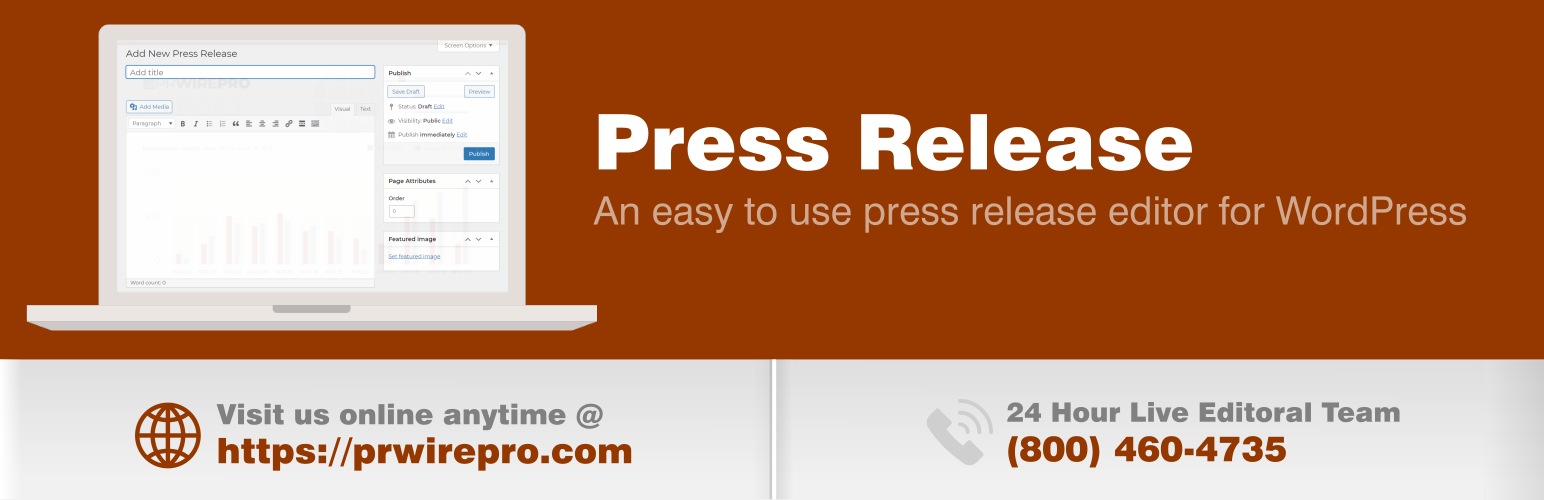 Screen Options
Add New Press Release
Add title
PRWIREPRO
Add Media
Visual Text
Paragraph
B I
Word count: 0
Publish
Save Draft Preview
Status: Draft Edit
Visibility: Public Edit
Publish immediately Edit
Publish
Page Attributes
Order
0
Featured image
Set featured image
Press Release
An easy to use press release editor for WordPress
Visit us online anytime @
https://prwirepro.com
24 Hour Live Editoral Team
(800) 460-4735